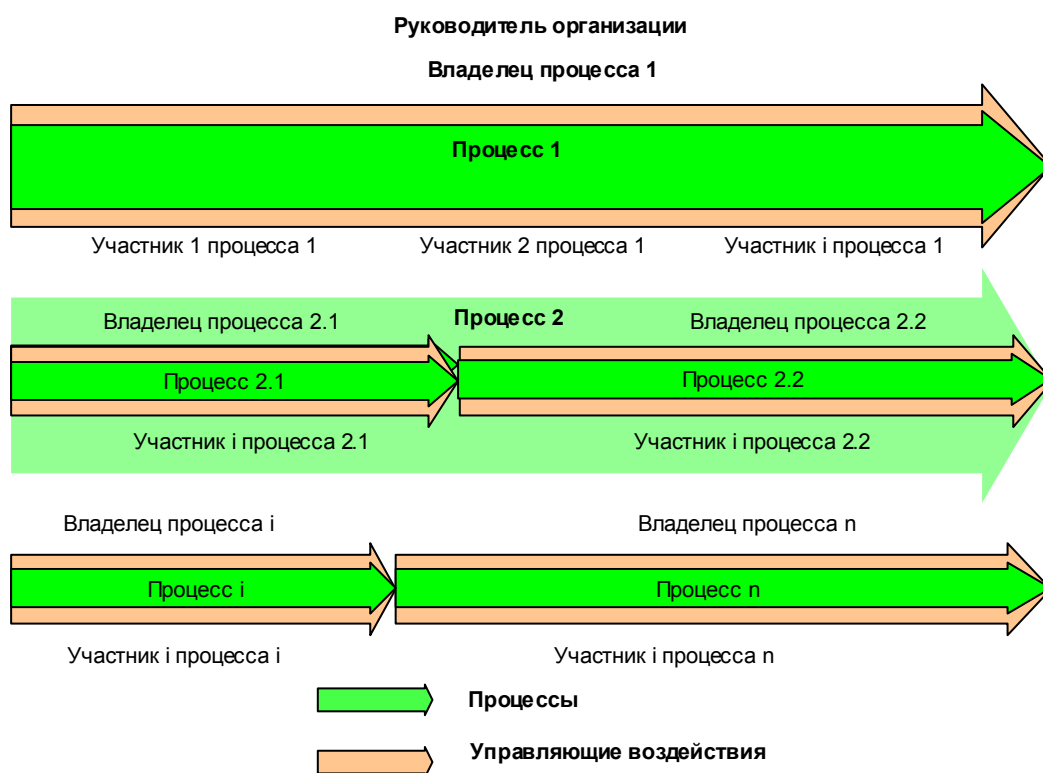 Руководитель организации
Владелец процесса 1
Процесс 1
Участник 1 процесса 1 Участник 2 процесса 1 Участник i процесса 1
Владелец процесса 2.1 Процесс 2 Владелец процесса 2.2
Процесс 2.1 Процесс 2.2
Участник i процесса 2.1 Участник i процесса 2.2
Владелец процесса i Владелец процесса n
Процесс i Процесс n
Участник i процесса i Участник i процесса n
Процессы
Управляющие воздействия